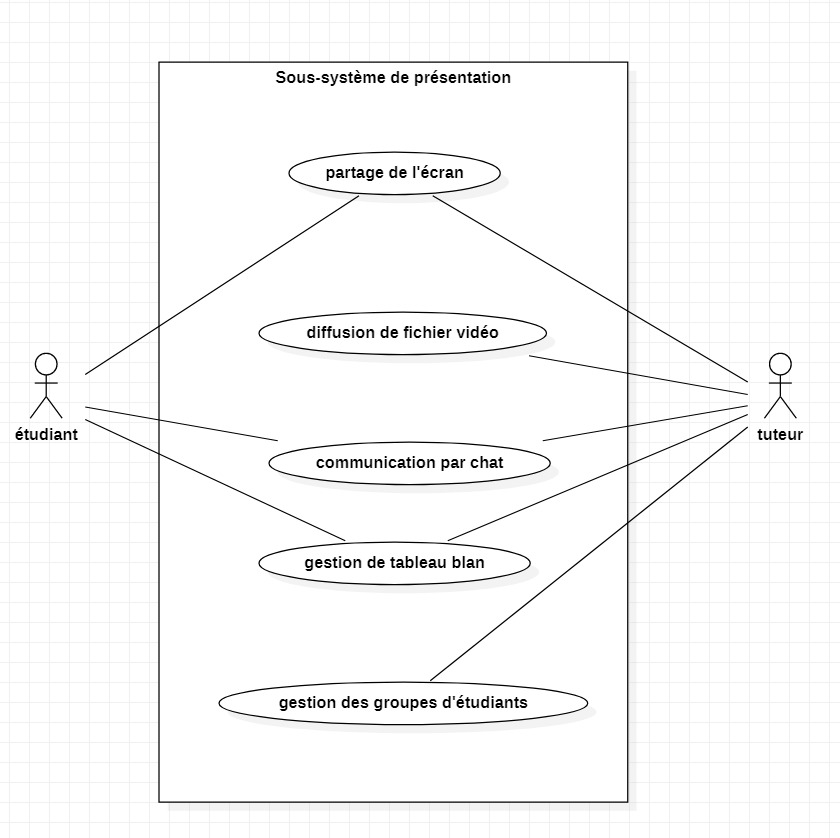 Sous-système de présentation
partage de l'écran
diffusion de fichier vidéo
étudiant
tuteur
communication par chat
gestion de tableau blan
gestion des groupes d'étudiants